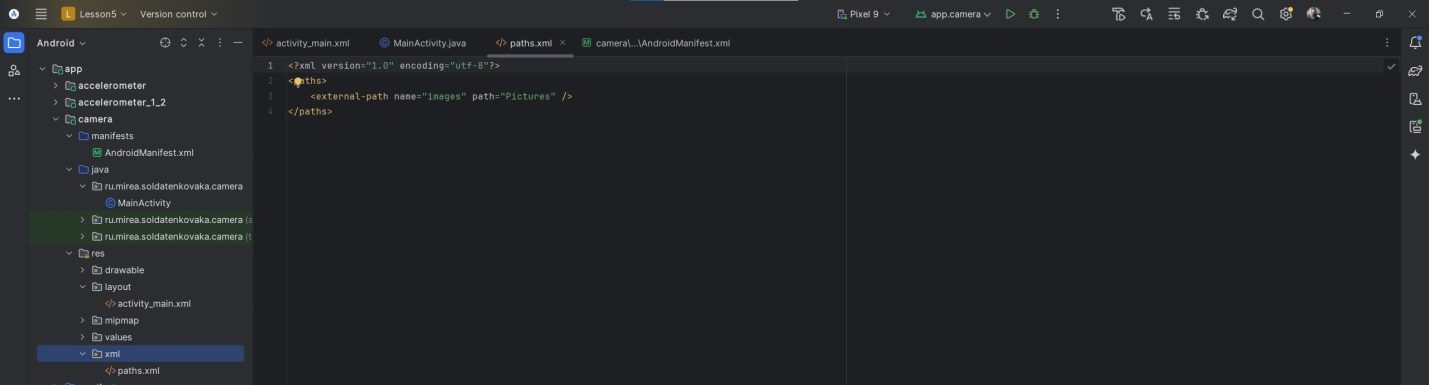 L Lesson5 Version control Pixel 9 app.camera
Android
activity_main.xml MainActivity.java paths.xml camera\...\AndroidManifest.xml
app
accelerometer
accelerometer_1_2
camera
manifests
AndroidManifest.xml
java
ru.mirea.soldatenkovaka.camera
MainActivity
ru.mirea.soldatenkovaka.camera (a
ru.mirea.soldatenkovaka.camera (t
res
drawable
layout
activity_main.xml
mipmap
values
xml
paths.xml
1 <?xml version="1.0" encoding="utf-8"?>
2 <paths>
3 <external-path name="images" path="Pictures" />
4 </paths>